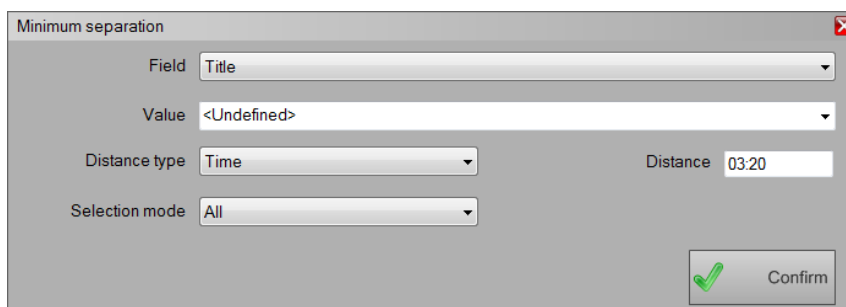 Minimum separation
Field Title
Value <Undefined>
Distance type Time Distance 03:20
Selection mode All
Confirm